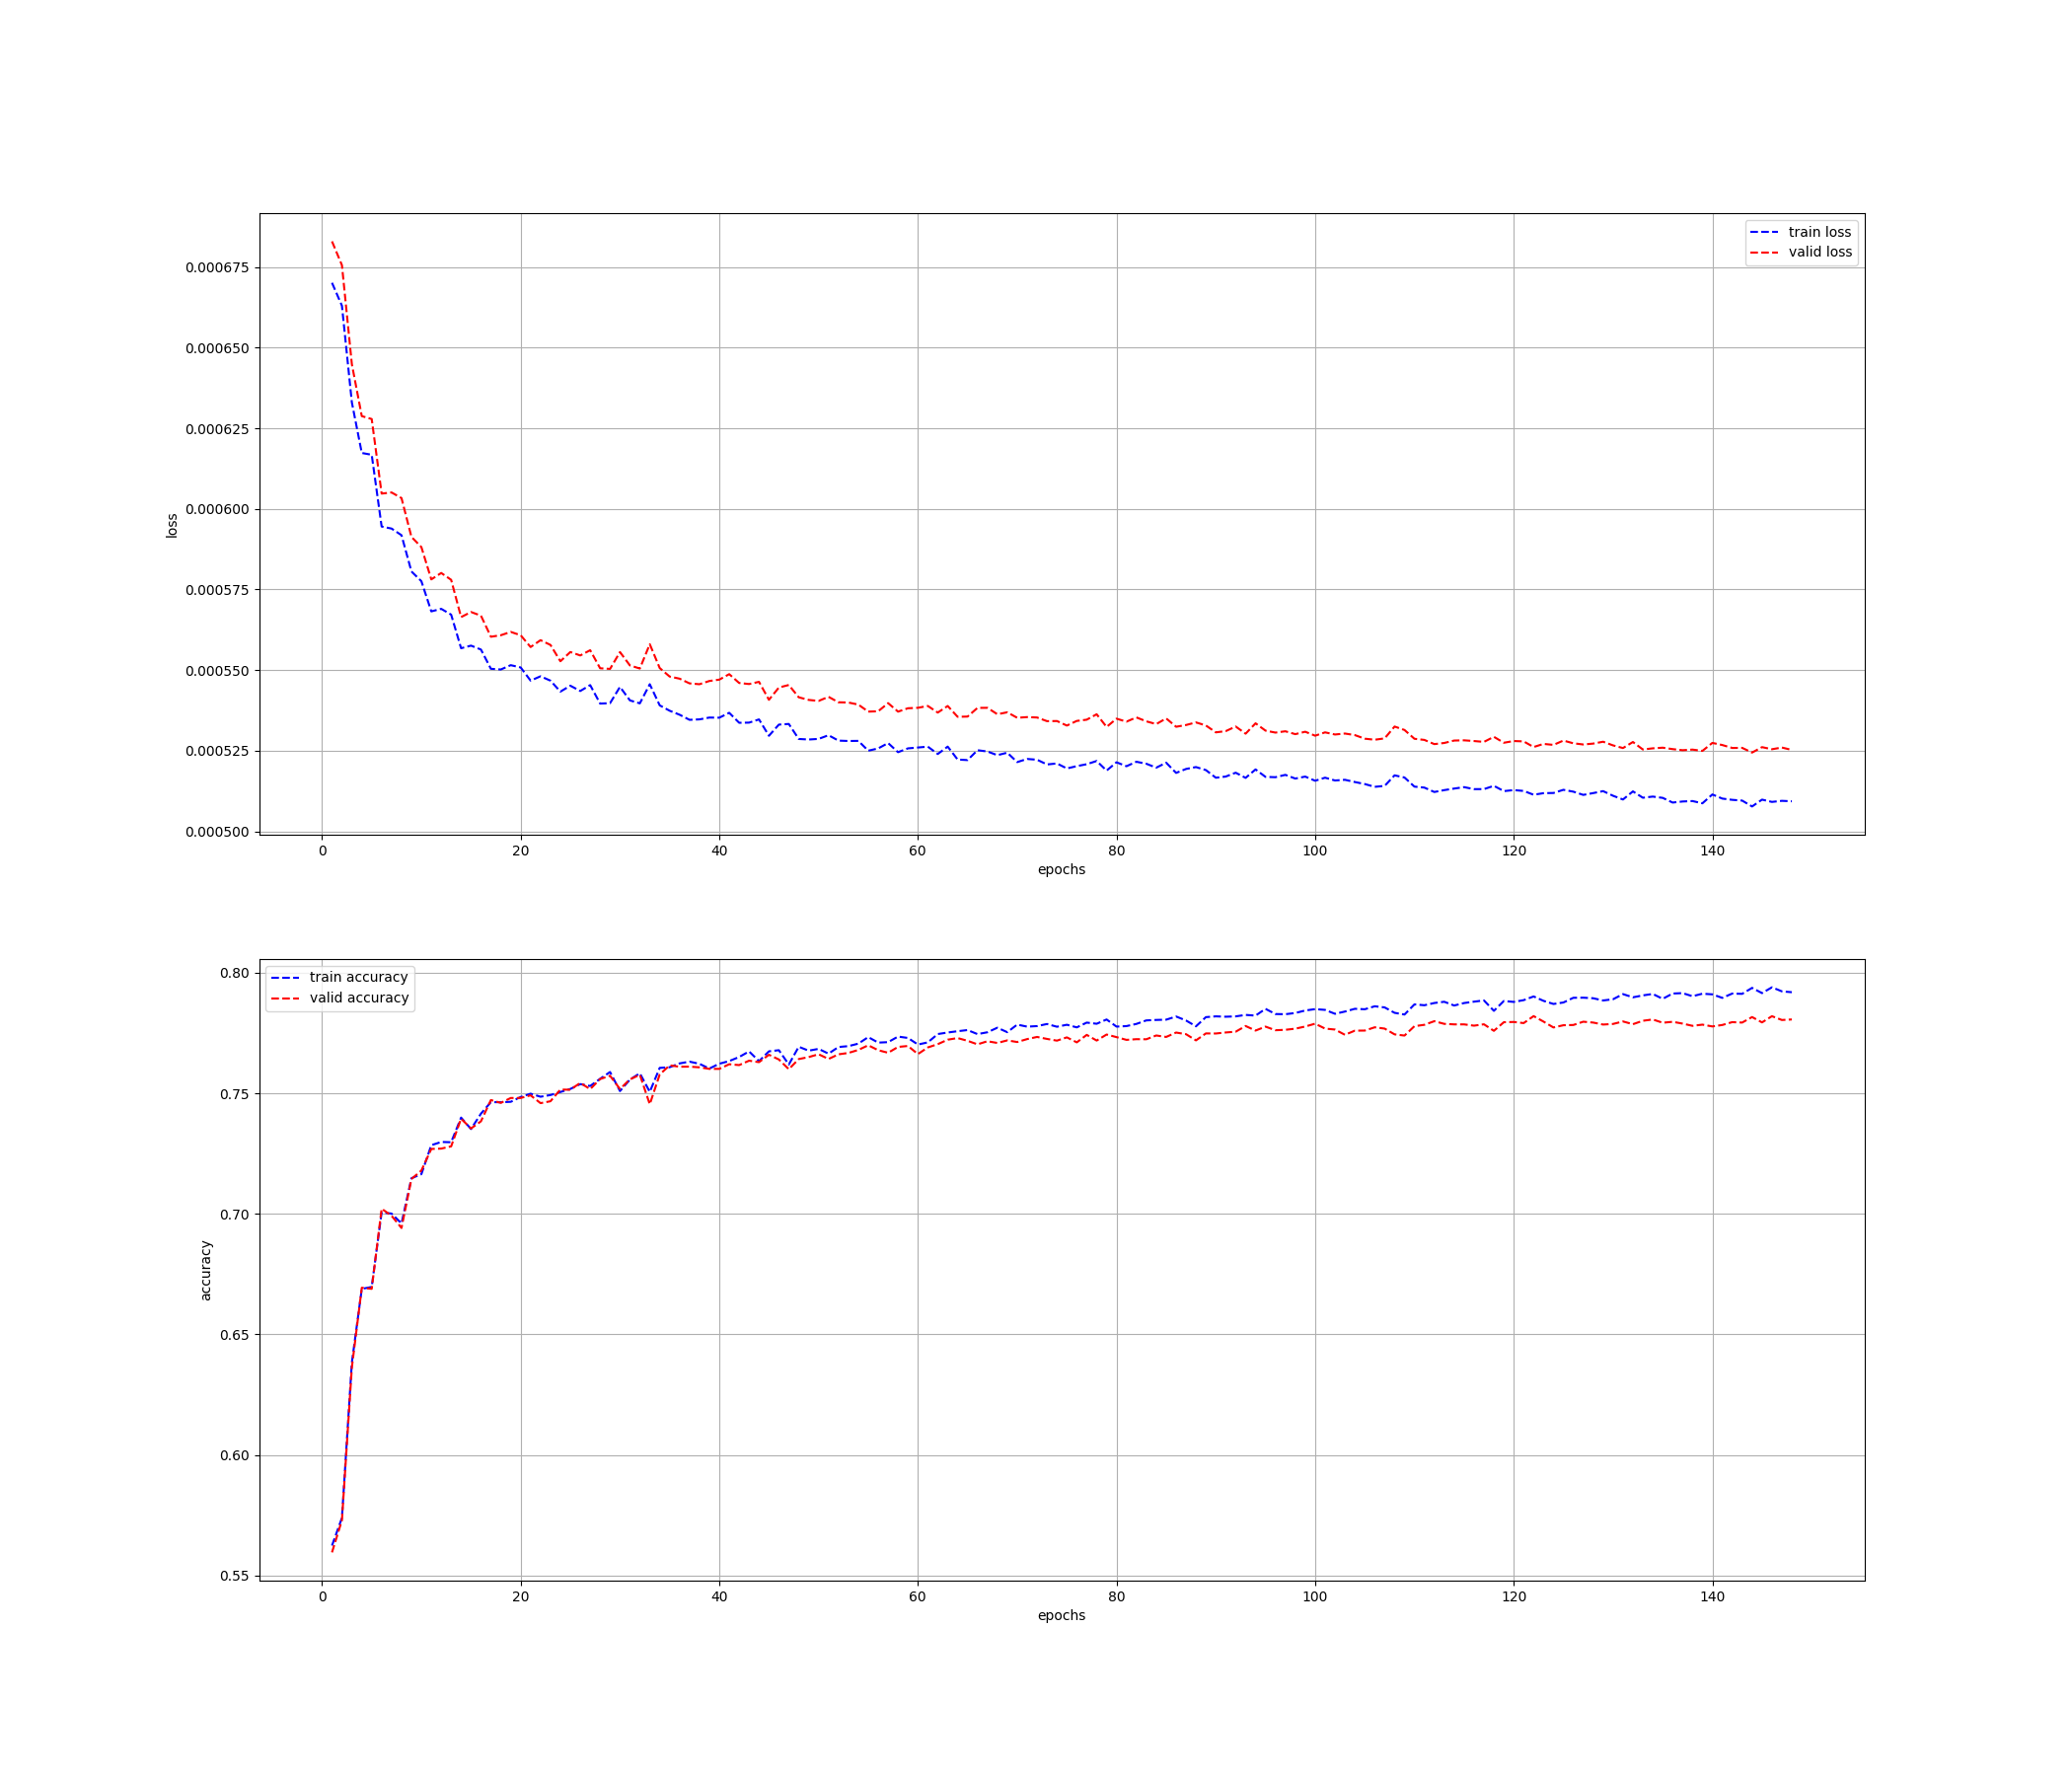 train loss
valid loss
0.000675
0.000650
0.000625
0.000600
0.000575
0.000550
0.000525
0.000500
loss
0 20 40 60 80 100 120 140
epochs
train accuracy
valid accuracy
0.80
0.75
0.70
0.65
0.60
0.55
accuracy
0 20 40 60 80 100 120 140
epochs